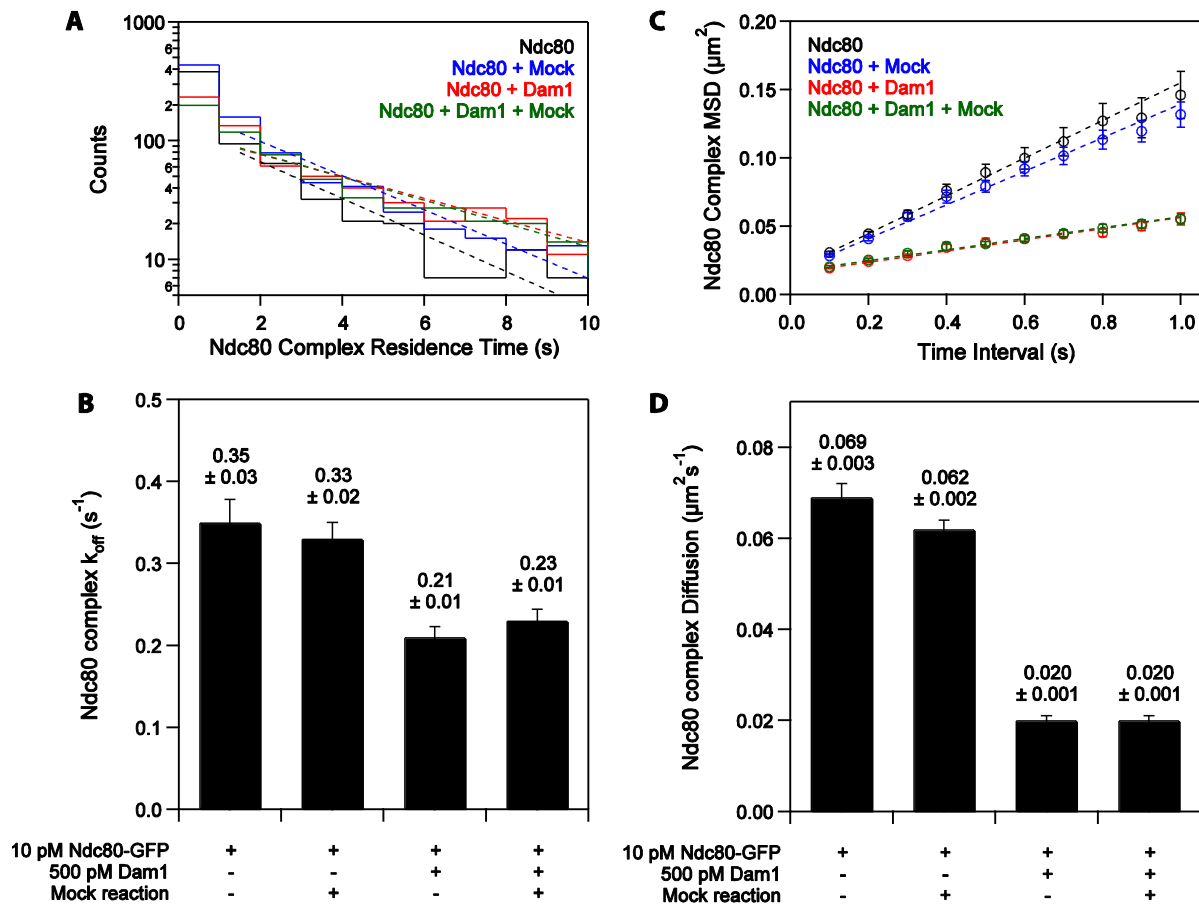 A
1000
6
4
2
100
6
4
2
10
6
Counts
Ndc80
Ndc80 + Mock
Ndc80 + Dam1
Ndc80 + Dam1 + Mock
0 2 4 6 8 10
Ndc80 Complex Residence Time (s)
C
0.20
0.15
0.10
0.05
0.00
Ndc80 Complex MSD (µm²)
Ndc80
Ndc80 + Mock
Ndc80 + Dam1
Ndc80 + Dam1 + Mock
0.0 0.2 0.4 0.6 0.8 1.0
Time Interval (s)
B
0.5
0.4
0.3
0.2
0.1
0.0
Ndc80 complex koff (s⁻¹)
0.35
± 0.03
0.33
± 0.02
0.21
± 0.01
0.23
± 0.01
10 pM Ndc80-GFP + + + +
500 pM Dam1 - - + +
Mock reaction - + - +
D
0.08
0.06
0.04
0.02
0.00
Ndc80 complex Diffusion (µm² s⁻¹)
0.069
± 0.003
0.062
± 0.002
0.020
± 0.001
0.020
± 0.001
10 pM Ndc80-GFP + + + +
500 pM Dam1 - - + +
Mock reaction - + - +